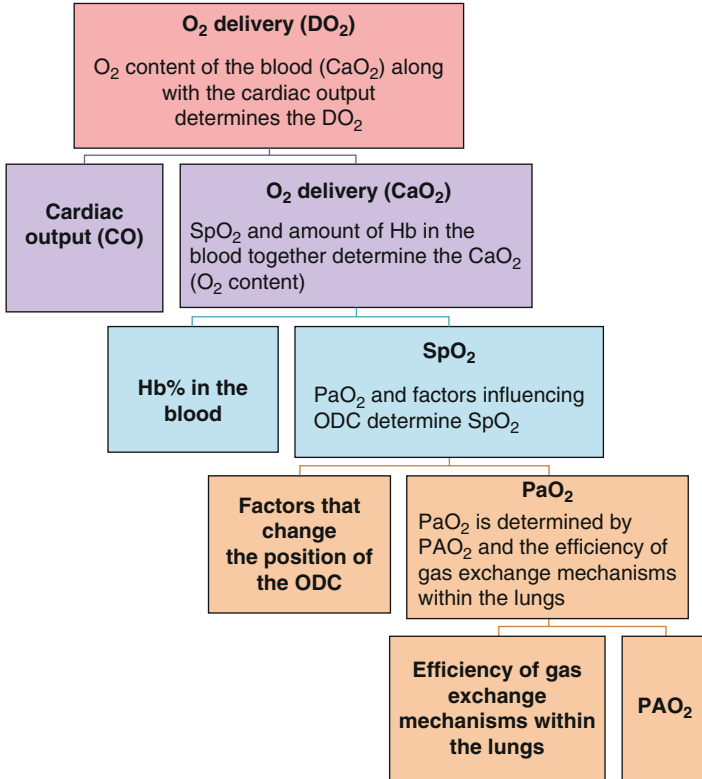 O₂ delivery (DO₂)
O₂ content of the blood (CaO₂) along
with the cardiac output
determines the DO₂
Cardiac
output (CO)
O₂ delivery (CaO₂)
SpO₂ and amount of Hb in the
blood together determine the CaO₂
(O₂ content)
Hb% in the
blood
SpO₂
PaO₂ and factors influencing
ODC determine SpO₂
Factors that
change
the position of
the ODC
PaO₂
PaO₂ is determined by
PAO₂ and the efficiency of
gas exchange mechanisms
within the lungs
Efficiency of gas
exchange
mechanisms within
the lungs
PAO₂